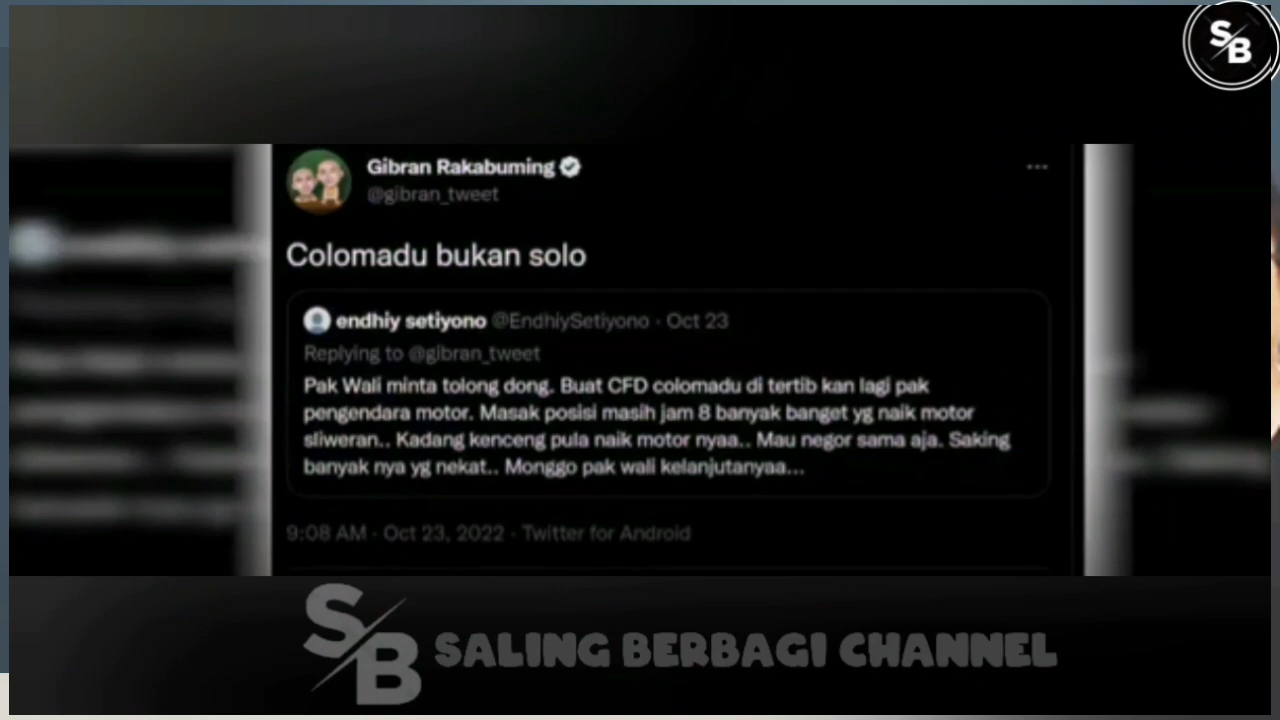 SB
Gibran Rakabuming
@gibran_tweet
Colomadu bukan solo
endhiy setiyono @EndhiySetiyono · Oct 23
Replying to @gibran_tweet
Pak Wali minta tolong dong. Buat CFD colomadu di tertib kan lagi pak
pengendara motor. Masak posisi masih jam 8 banyak banget yg naik motor
sliweran.. Kadang kenceng pula naik motor nyaa.. Mau negor sama aja. Saking
banyak nya yg nekat.. Monggo pak wali kelanjutanyaa...
9:08 AM · Oct 23, 2022 · Twitter for Android
SB SALING BERBAGI CHANNEL